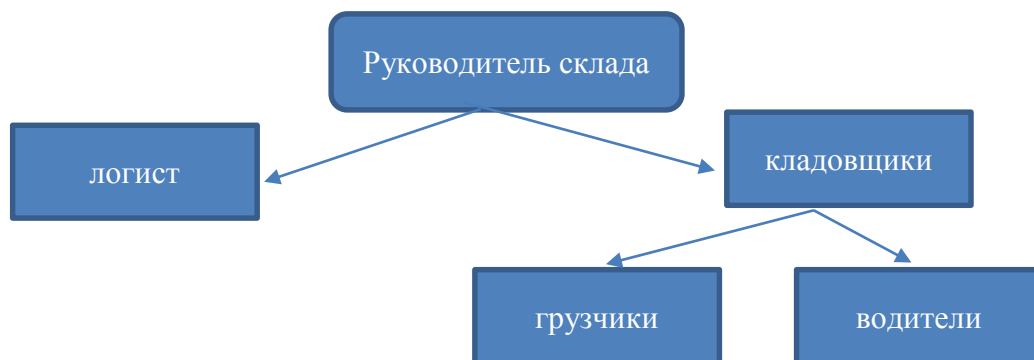 Руководитель склада
логист
кладовщики
грузчики
водители